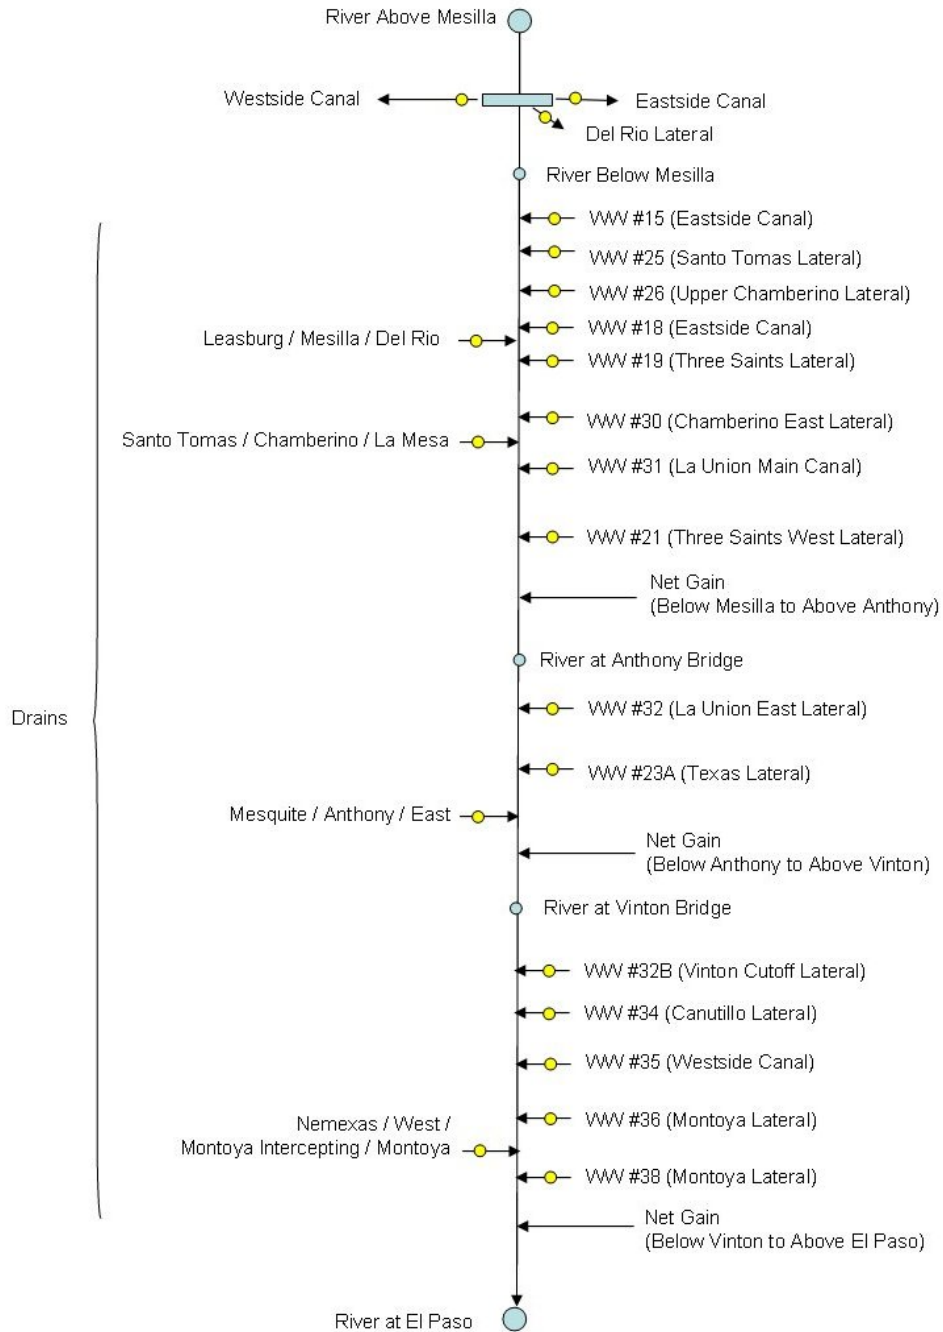 River Above Mesilla
Westside Canal
Eastside Canal
Del Rio Lateral
River Below Mesilla
WW #15 (Eastside Canal)
WW #25 (Santo Tomas Lateral)
WW #26 (Upper Chamberino Lateral)
WW #18 (Eastside Canal)
Leasburg / Mesilla / Del Rio
WW #19 (Three Saints Lateral)
WW #30 (Chamberino East Lateral)
Santo Tomas / Chamberino / La Mesa
WW #31 (La Union Main Canal)
WW #21 (Three Saints West Lateral)
Net Gain
(Below Mesilla to Above Anthony)
River at Anthony Bridge
WW #32 (La Union East Lateral)
Drains
WW #23A (Texas Lateral)
Mesquite / Anthony / East
Net Gain
(Below Anthony to Above Vinton)
River at Vinton Bridge
WW #32B (Vinton Cutoff Lateral)
WW #34 (Canutillo Lateral)
WW #35 (Westside Canal)
WW #36 (Montoya Lateral)
Nemexas / West /
Montoya Intercepting / Montoya
WW #38 (Montoya Lateral)
Net Gain
(Below Vinton to Above El Paso)
River at El Paso